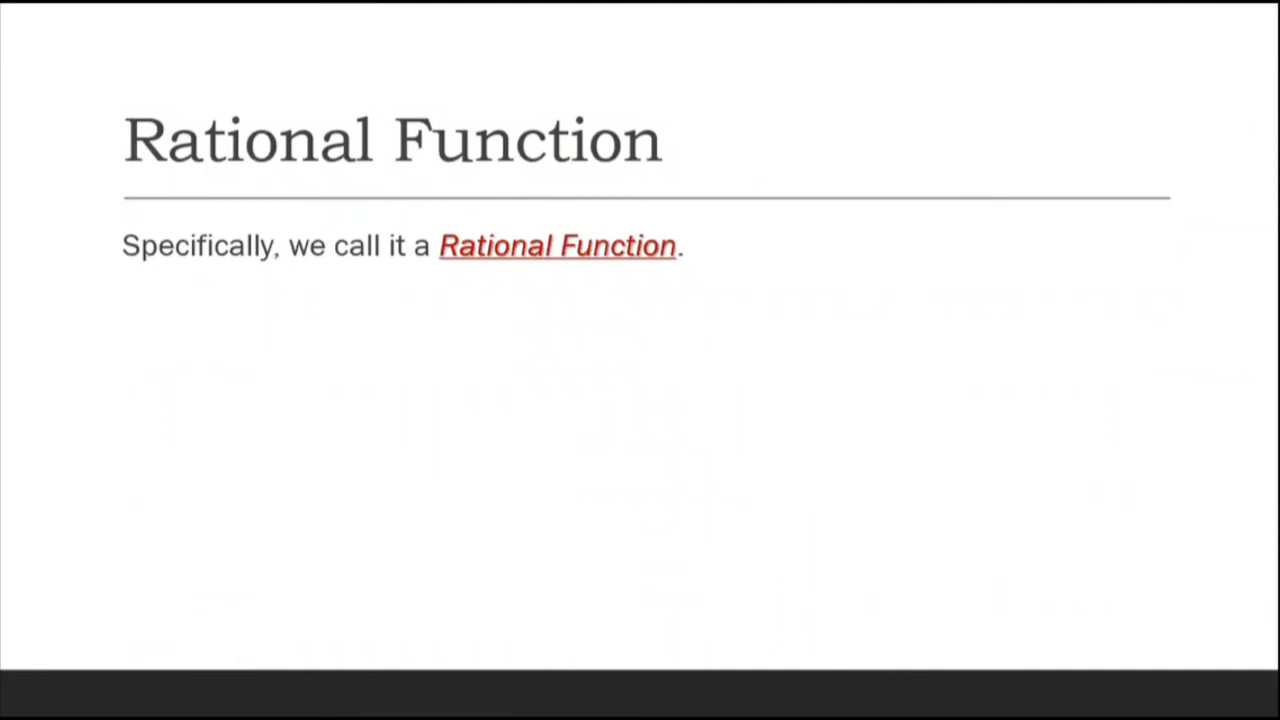 Rational Function
Specifically, we call it a Rational Function.